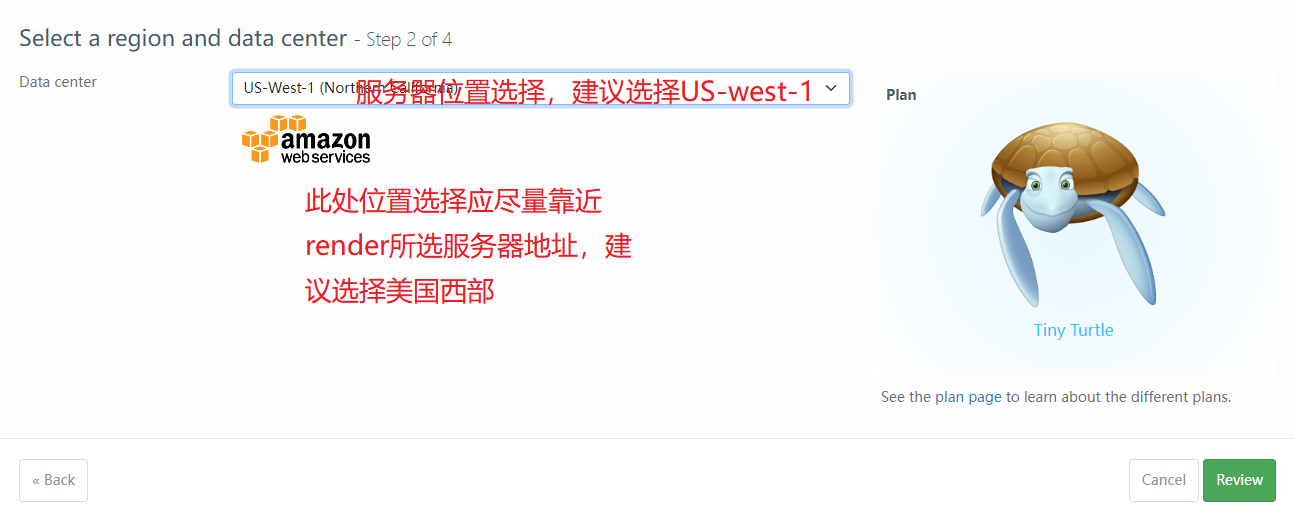 Select a region and data center - Step 2 of 4
Data center
US-West-1 (Northern California)
服务器位置选择，建议选择US-west-1
Plan
amazon
web services
此处位置选择应尽量靠近
render所选服务器地址，建
议选择美国西部
Tiny Turtle
See the plan page to learn about the different plans.
« Back
Cancel
Review